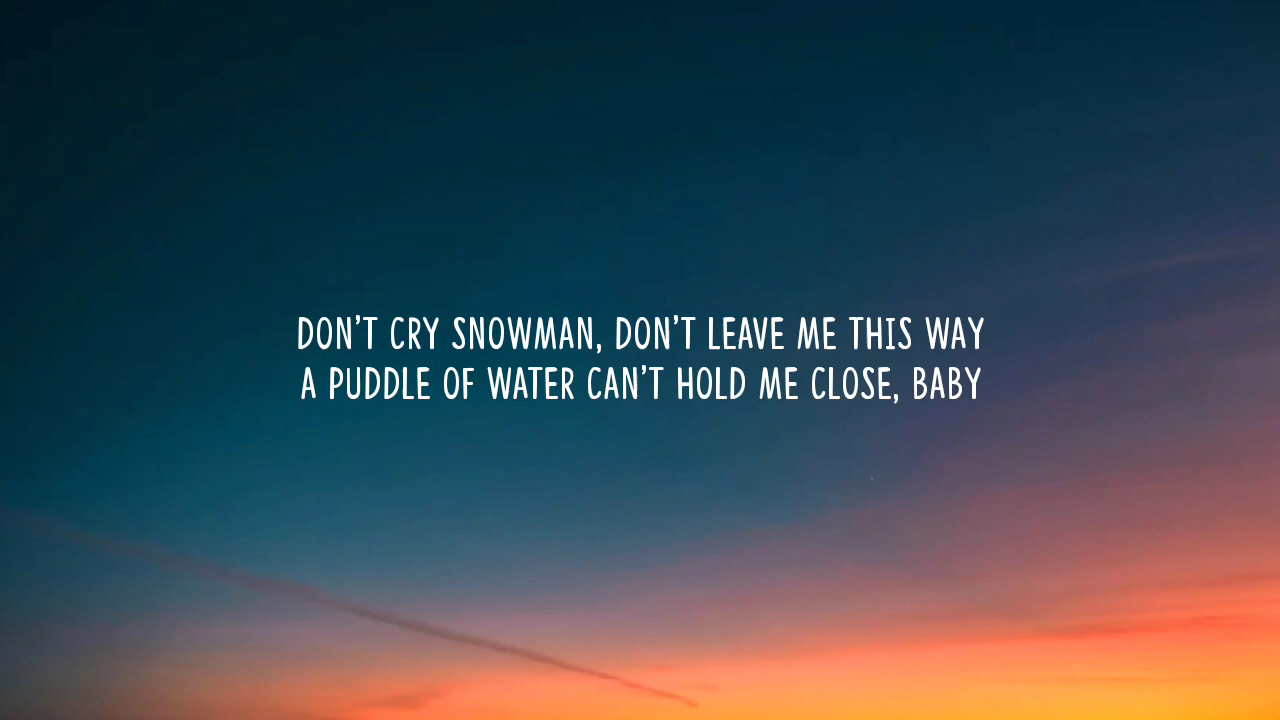 DON'T CRY SNOWMAN, DON'T LEAVE ME THIS WAY
A PUDDLE OF WATER CAN'T HOLD ME CLOSE, BABY